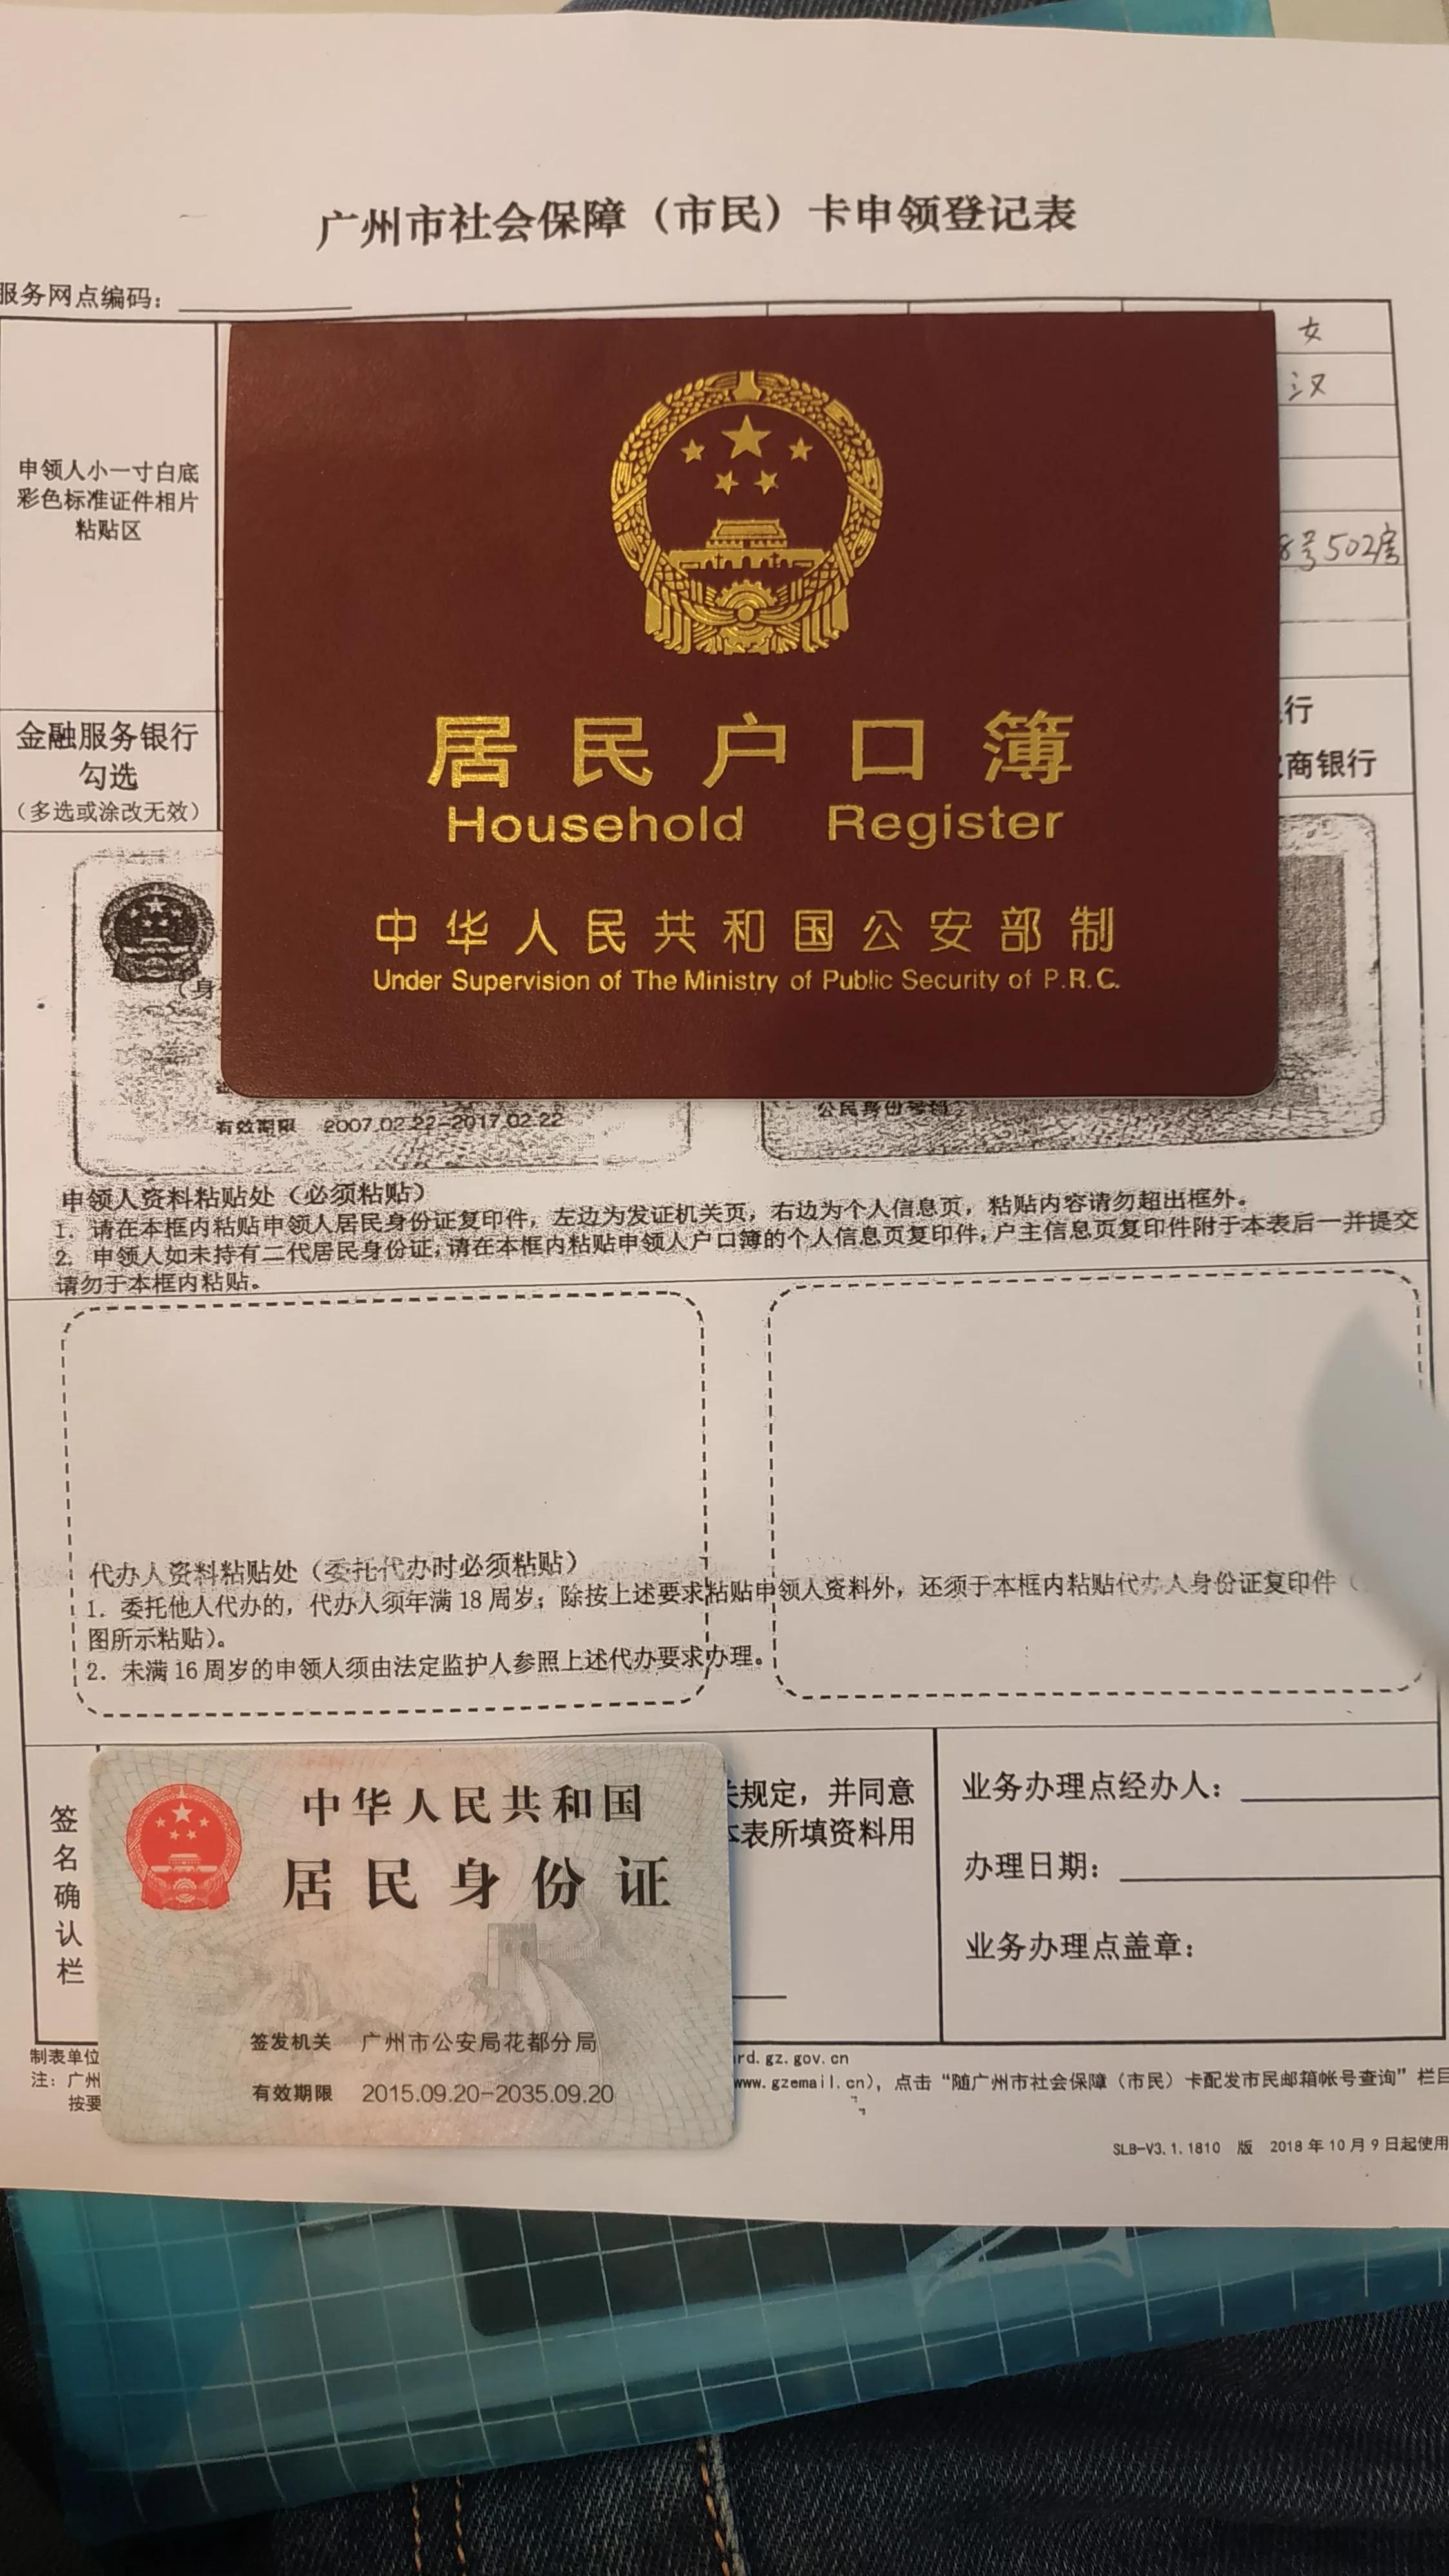 广州市社会保障（市民）卡申领登记表
服务网点编码：
女
汉
申领人小一寸白底
彩色标准证件相片
粘贴区
号502房
金融服务银行
勾选
（多选或涂改无效）
行
商银行
居民户口簿
Household Register
中华人民共和国公安部制
Under Supervision of The Ministry of Public Security of P.R.C.
有效期限 2007.02.22-2017.02.22
公民身份号码
申领人资料粘贴处（必须粘贴）
1. 请在本框内粘贴申领人居民身份证复印件，左边为发证机关页，右边为个人信息页，粘贴内容请勿超出框外。
2. 申领人如未持有二代居民身份证，请在本框内粘贴申领人户口簿的个人信息页复印件，户主信息页复印件附于本表后一并提交
请勿于本框内粘贴。
代办人资料粘贴处（委托代办时必须粘贴）
1. 委托他人代办的，代办人须年满18周岁；除按上述要求粘贴申领人资料外，还须于本框内粘贴代办人身份证复印件（
图所示粘贴）。
2. 未满16周岁的申领人须由法定监护人参照上述代办要求办理。
签名确认栏
规定，并同意
本表所填资料用
业务办理点经办人：
办理日期：
业务办理点盖章：
中华人民共和国
居民身份证
签发机关 广州市公安局花都分局
有效期限 2015.09.20-2035.09.20
制表单位
rd.gz.gov.cn
注：广州
www.gzemail.cn），点击“随广州市社会保障（市民）卡配发市民邮箱帐号查询”栏目
按要
SLB-V3.1.1810 版 2018年10月9日起使用